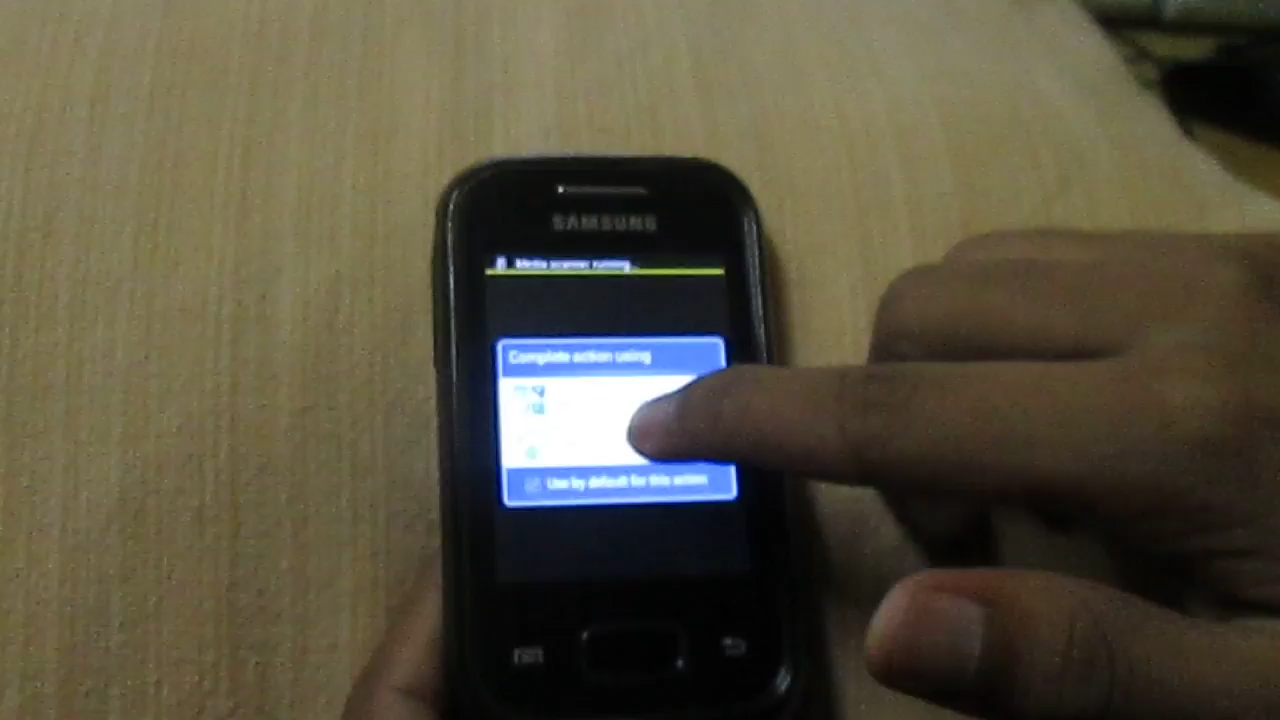 SAMSUNG
Media scanner running...
Complete action using
Use by default for this action